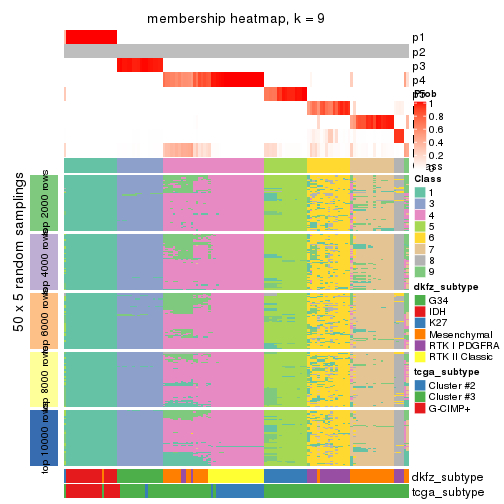 membership heatmap, k = 9
p1
p2
p3
p4
Prob
1
0.8
0.6
0.4
0.2
0
Class
1
3
4
5
6
7
8
9
50 x 5 random samplings
top 2000 rows
top 4000 rows
top 6000 rows
top 8000 rows
top 10000 rows
dkfz_subtype
G34
IDH
K27
Mesenchymal
RTK I PDGFRA
RTK II Classic
tcga_subtype
Cluster #2
Cluster #3
G-CIMP+
dkfz_subtype
tcga_subtype